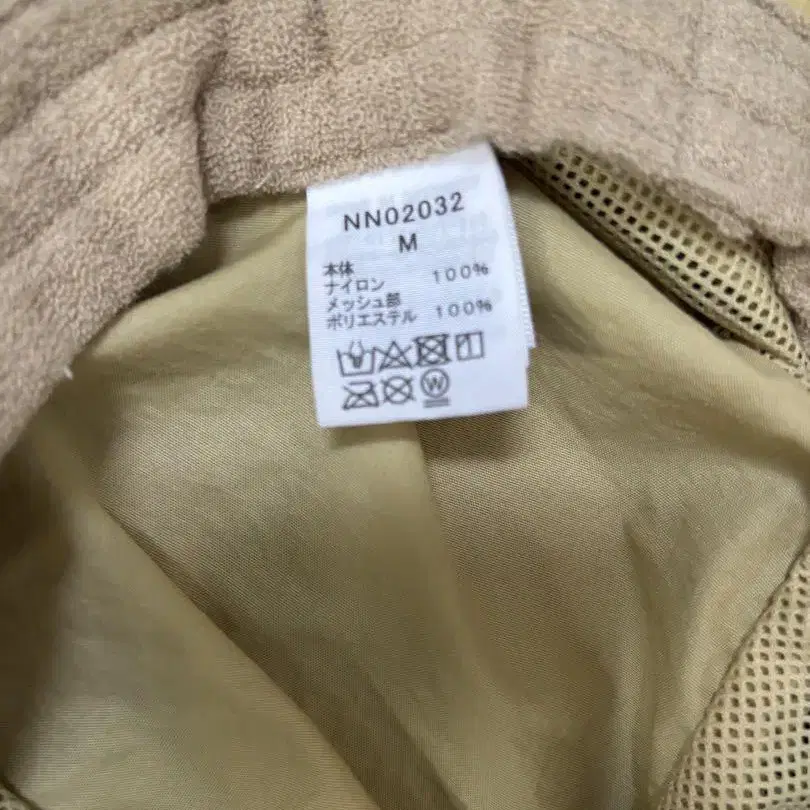 NN02032
M
本体
ナイロン 100%
メッシュ部
ポリエステル 100%
W